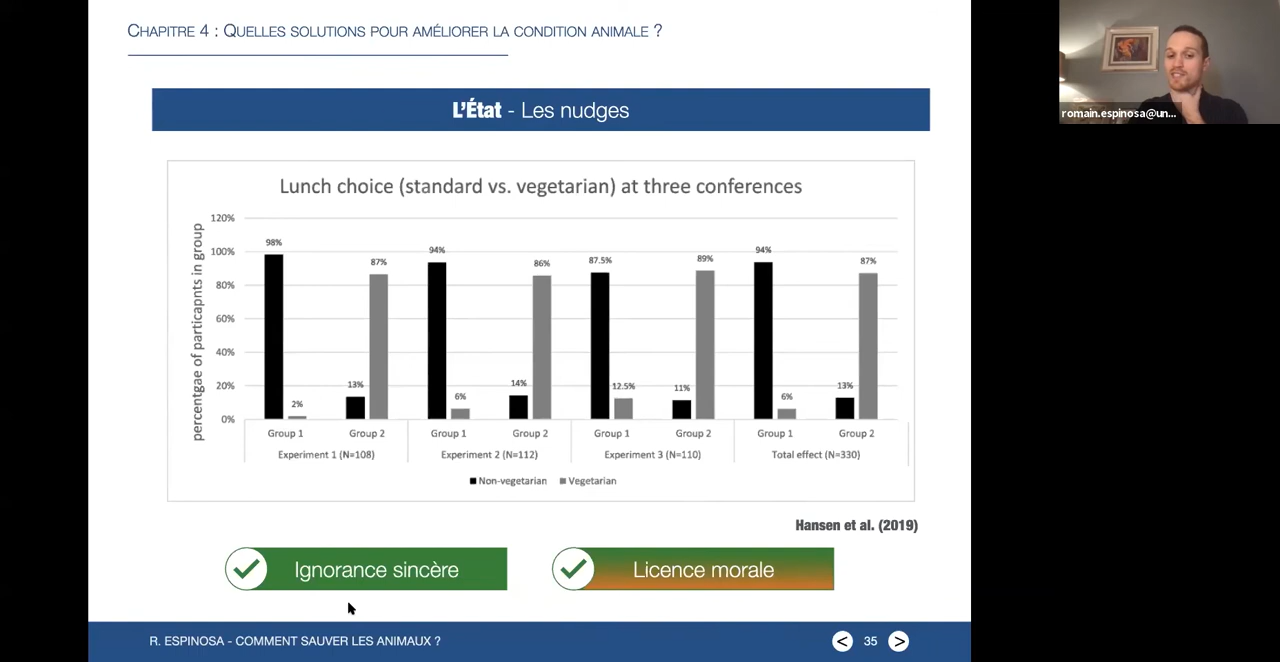 CHAPITRE 4 : QUELLES SOLUTIONS POUR AMÉLIORER LA CONDITION ANIMALE ?
L'État - Les nudges
romain.espinosa@un...
Lunch choice (standard vs. vegetarian) at three conferences
percentgae of particapnts in group
120%
100%
80%
60%
40%
20%
0%
98% 2% 13% 87% 94% 6% 14% 86% 87.5% 12.5% 11% 89% 94% 6% 13% 87%
Group 1 Group 2 Group 1 Group 2 Group 1 Group 2 Group 1 Group 2
Experiment 1 (N=108) Experiment 2 (N=112) Experiment 3 (N=110) Total effect (N=330)
Non-vegetarian Vegetarian
Hansen et al. (2019)
Ignorance sincère Licence morale
R. ESPINOSA - COMMENT SAUVER LES ANIMAUX ? < 35 >